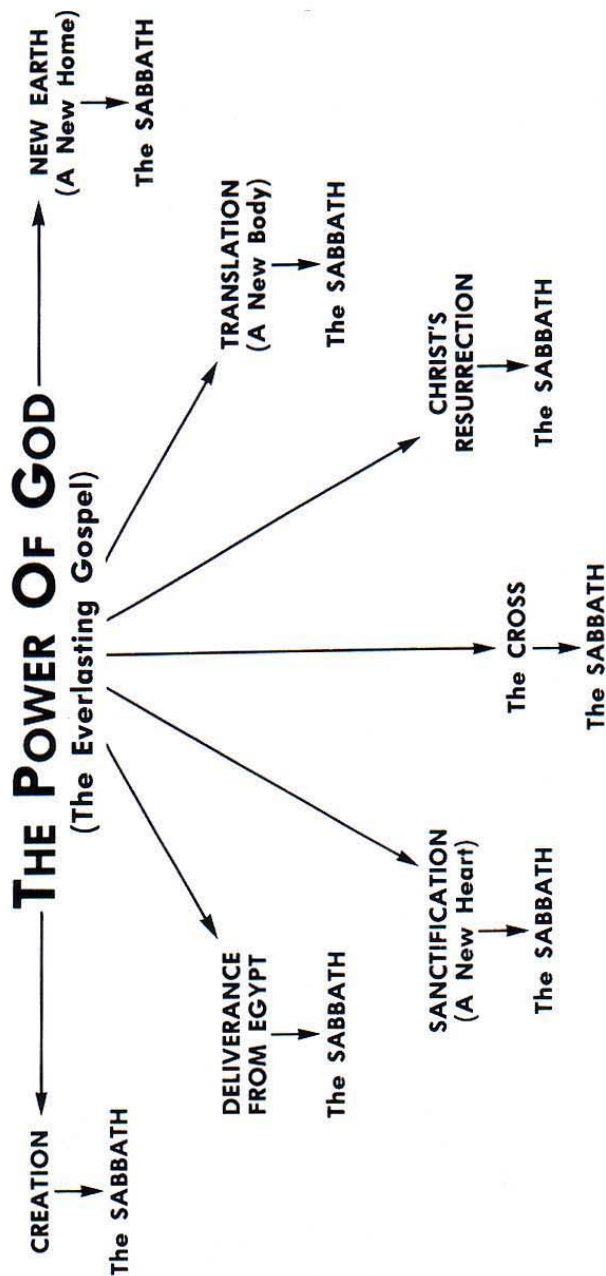 THE POWER OF GOD
(The Everlasting Gospel)
CREATION
The SABBATH
DELIVERANCE
FROM EGYPT
The SABBATH
SANCTIFICATION
(A New Heart)
The SABBATH
The CROSS
The SABBATH
CHRIST'S
RESURRECTION
The SABBATH
TRANSLATION
(A New Body)
The SABBATH
NEW EARTH
(A New Home)
The SABBATH